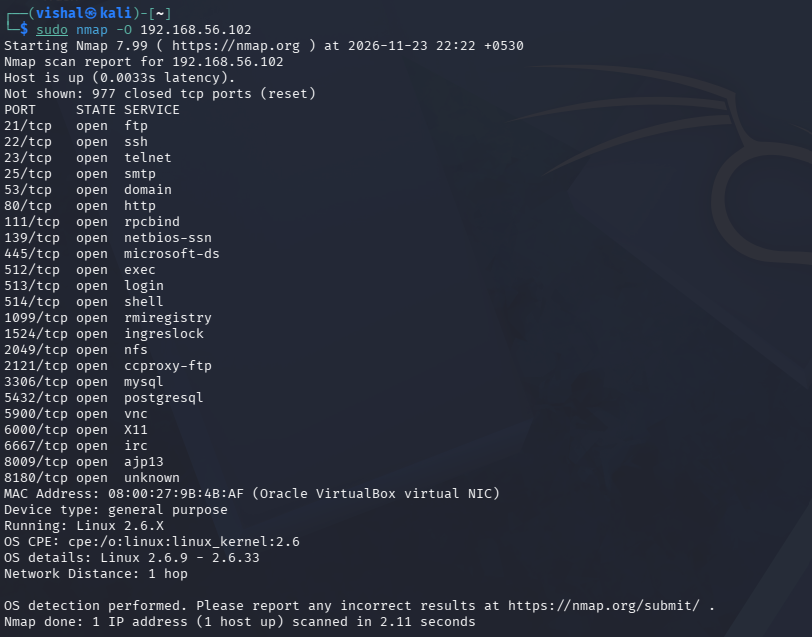 ┌──(vishal㉿kali)-[~]
└─$ sudo nmap -O 192.168.56.102
Starting Nmap 7.99 ( https://nmap.org ) at 2026-11-23 22:22 +0530
Nmap scan report for 192.168.56.102
Host is up (0.0033s latency).
Not shown: 977 closed tcp ports (reset)
PORT     STATE SERVICE
21/tcp   open  ftp
22/tcp   open  ssh
23/tcp   open  telnet
25/tcp   open  smtp
53/tcp   open  domain
80/tcp   open  http
111/tcp  open  rpcbind
139/tcp  open  netbios-ssn
445/tcp  open  microsoft-ds
512/tcp  open  exec
513/tcp  open  login
514/tcp  open  shell
1099/tcp open  rmiregistry
1524/tcp open  ingreslock
2049/tcp open  nfs
2121/tcp open  ccproxy-ftp
3306/tcp open  mysql
5432/tcp open  postgresql
5900/tcp open  vnc
6000/tcp open  X11
6667/tcp open  irc
8009/tcp open  ajp13
8180/tcp open  unknown
MAC Address: 08:00:27:9B:4B:AF (Oracle VirtualBox virtual NIC)
Device type: general purpose
Running: Linux 2.6.X
OS CPE: cpe:/o:linux:linux_kernel:2.6
OS details: Linux 2.6.9 - 2.6.33
Network Distance: 1 hop

OS detection performed. Please report any incorrect results at https://nmap.org/submit/ .
Nmap done: 1 IP address (1 host up) scanned in 2.11 seconds